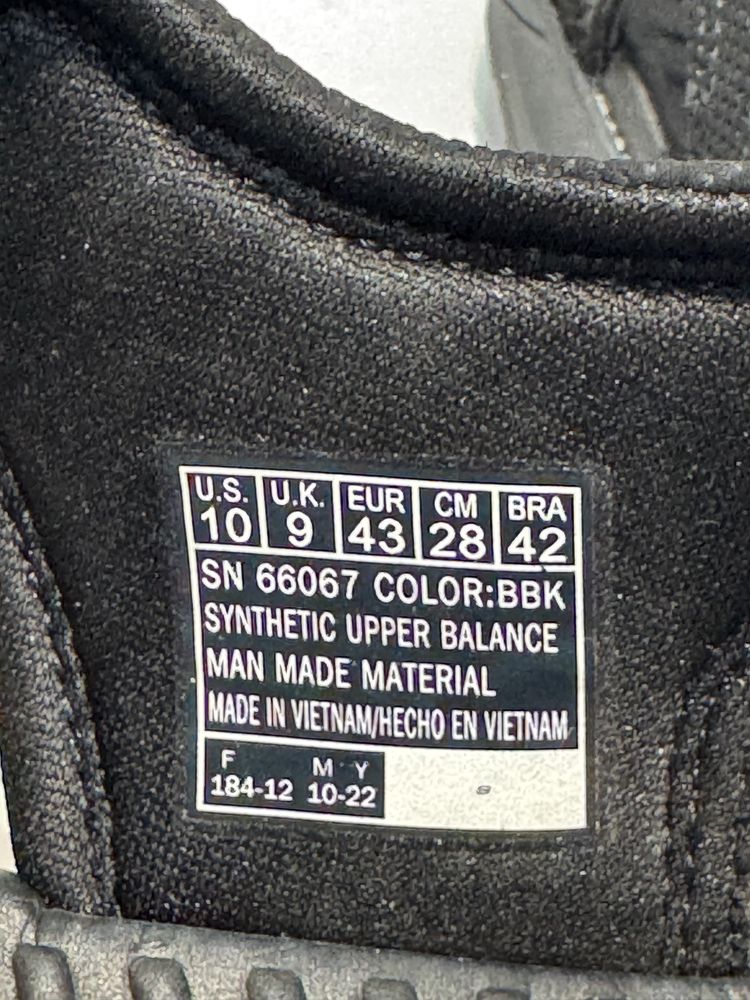 U.S. U.K. EUR CM BRA
10 9 43 28 42
SN 66067 COLOR:BBK
SYNTHETIC UPPER BALANCE
MAN MADE MATERIAL
MADE IN VIETNAM/HECHO EN VIETNAM
F M Y
184-12 10-22